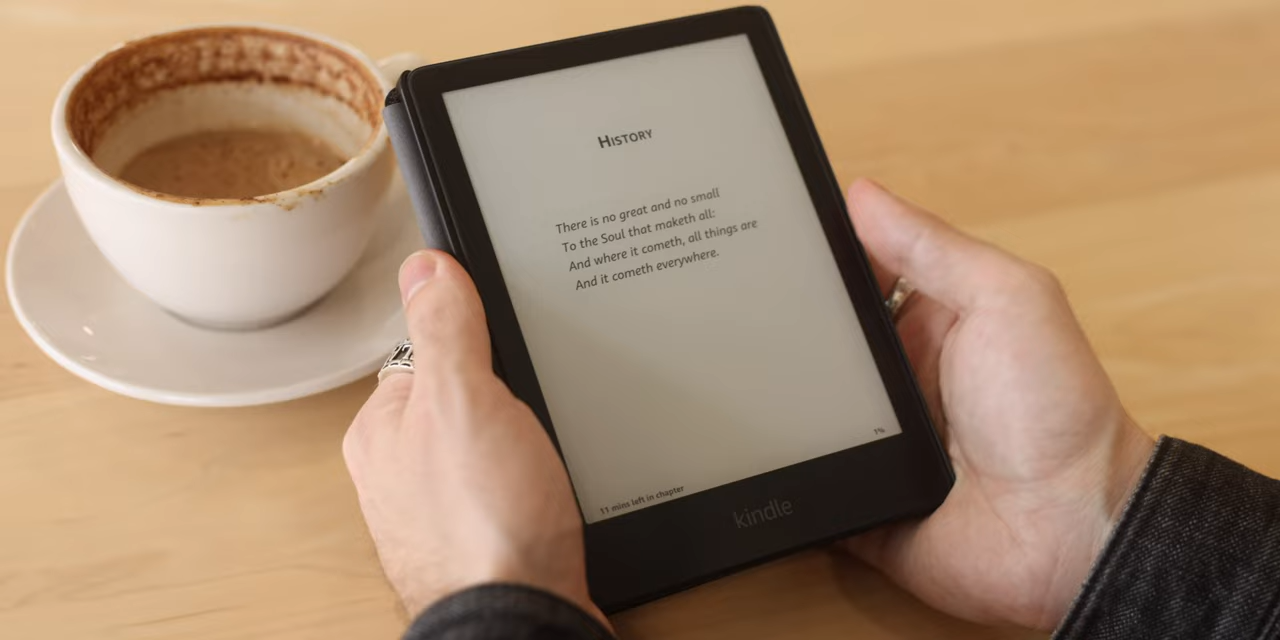 History
There is no great and no small
To the Soul that maketh all:
And where it cometh, all things are
And it cometh everywhere.
11 mins left in chapter
1%
kindle